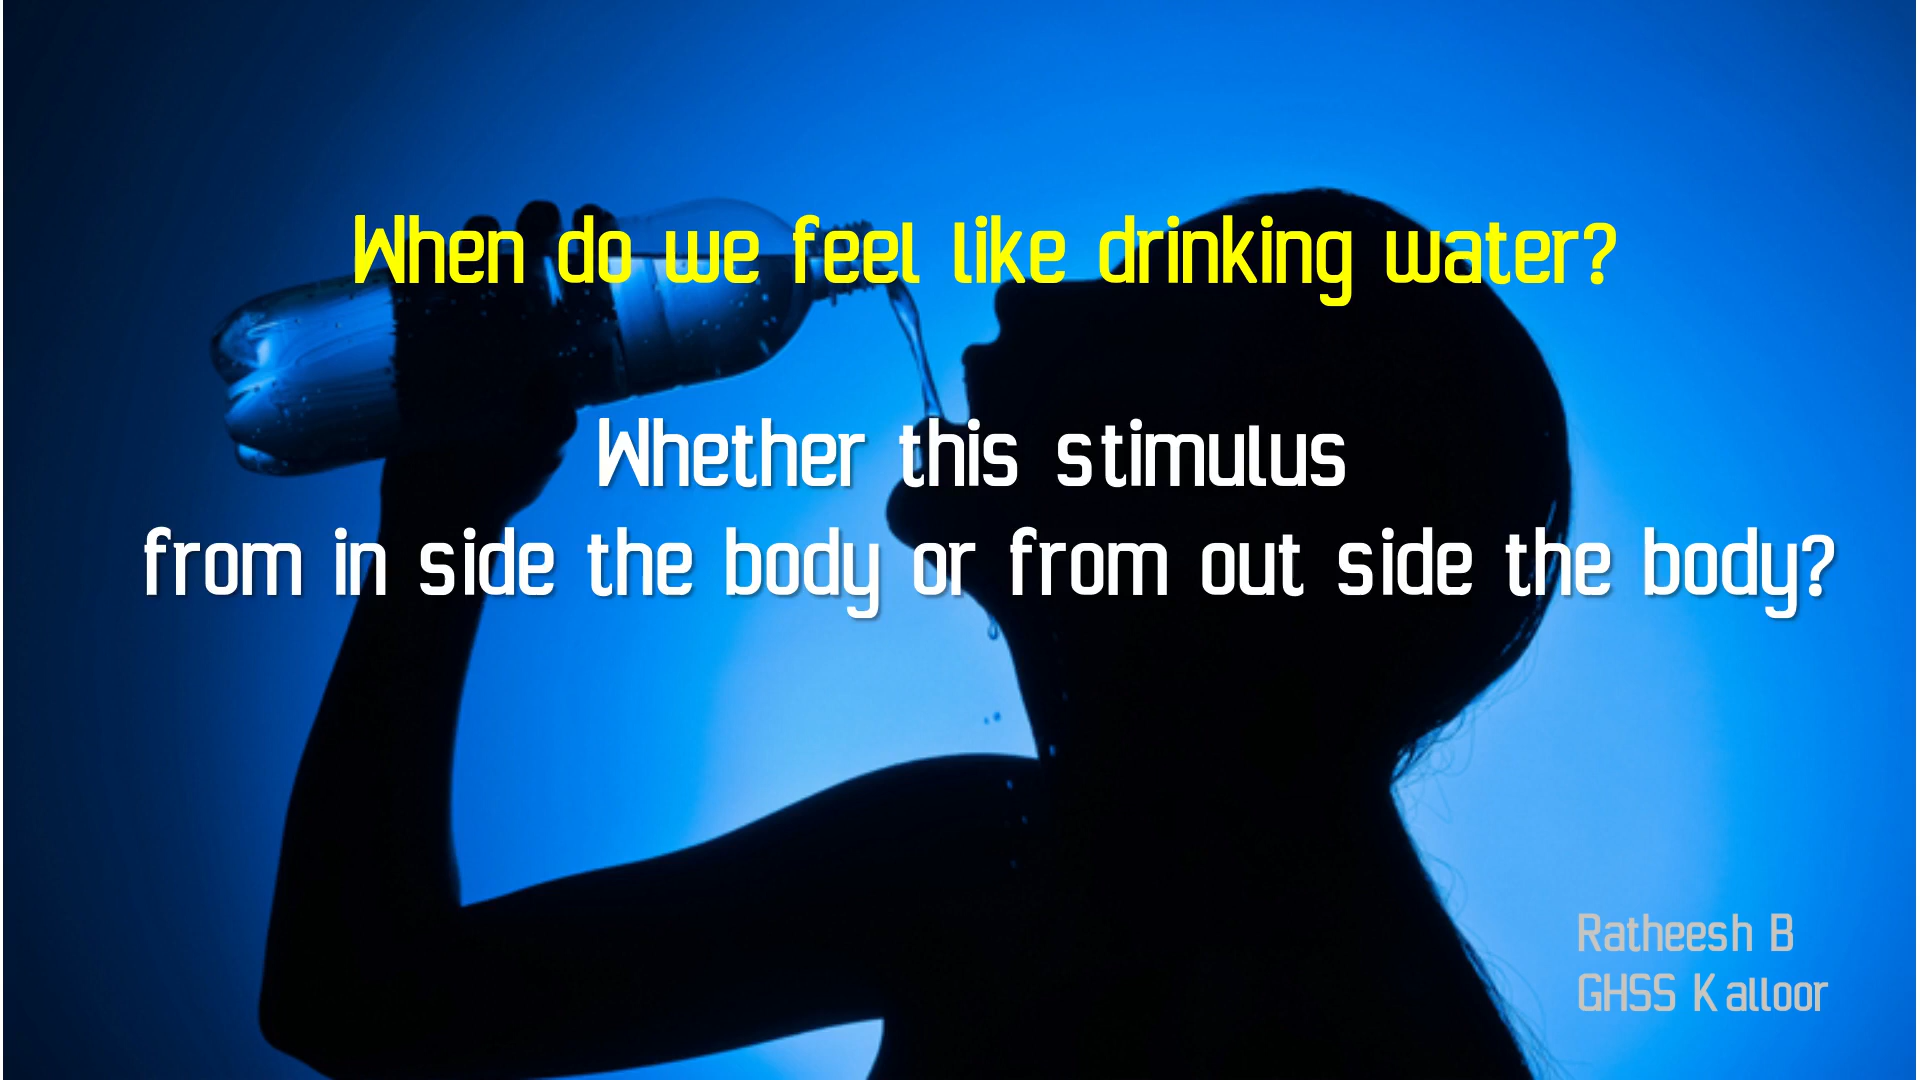 When do we feel like drinking water?
Whether this stimulus
from in side the body or from out side the body?
Ratheesh B
GHSS Kalloor